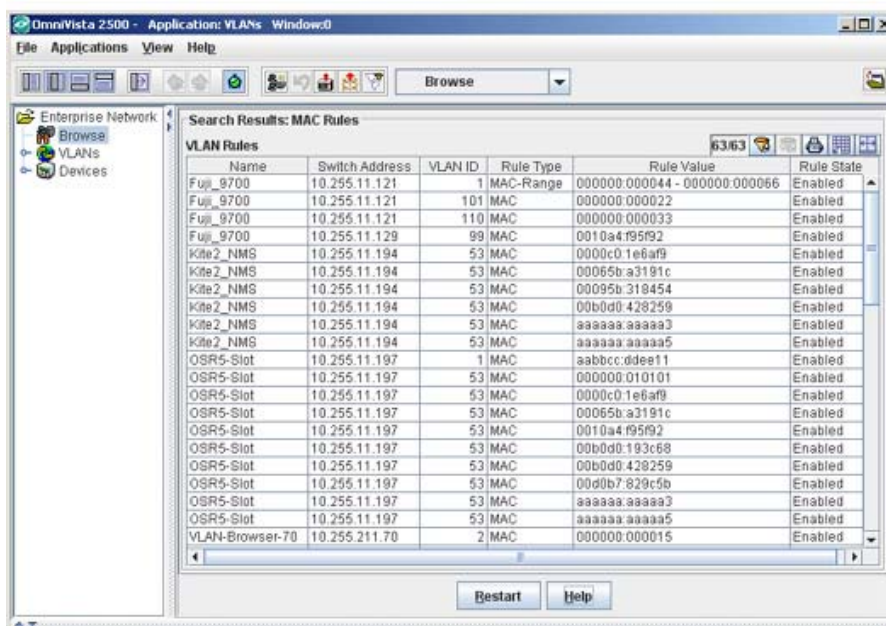 OmniVista 2500 - Application: VLANs Window:0
File Applications View Help
Browse
Enterprise Network
Browse
VLANs
Devices
Search Results: MAC Rules
VLAN Rules 63/63
Name Switch Address VLAN ID Rule Type Rule Value Rule State
Fuji_9700 10.255.11.121 1 MAC-Range 000000:000044 - 000000:000066 Enabled
Fuji_9700 10.255.11.121 101 MAC 000000:000022 Enabled
Fuji_9700 10.255.11.121 110 MAC 000000:000033 Enabled
Fuji_9700 10.255.11.129 99 MAC 0010a4:f95f92 Enabled
Kite2_NMS 10.255.11.194 53 MAC 0000c0:1e6af9 Enabled
Kite2_NMS 10.255.11.194 53 MAC 00065b:a3191c Enabled
Kite2_NMS 10.255.11.194 53 MAC 00095b:318454 Enabled
Kite2_NMS 10.255.11.194 53 MAC 00b0d0:428259 Enabled
Kite2_NMS 10.255.11.194 53 MAC aaaaaa:aaaaa3 Enabled
Kite2_NMS 10.255.11.194 53 MAC aaaaaa:aaaaa5 Enabled
OSR5-Slot 10.255.11.197 1 MAC aabbcc:ddee11 Enabled
OSR5-Slot 10.255.11.197 53 MAC 000000:010101 Enabled
OSR5-Slot 10.255.11.197 53 MAC 0000c0:1e6af9 Enabled
OSR5-Slot 10.255.11.197 53 MAC 00065b:a3191c Enabled
OSR5-Slot 10.255.11.197 53 MAC 0010a4:f95f92 Enabled
OSR5-Slot 10.255.11.197 53 MAC 00b0d0:193c68 Enabled
OSR5-Slot 10.255.11.197 53 MAC 00b0d0:428259 Enabled
OSR5-Slot 10.255.11.197 53 MAC 00d0b7:829c5b Enabled
OSR5-Slot 10.255.11.197 53 MAC aaaaaa:aaaaa3 Enabled
OSR5-Slot 10.255.11.197 53 MAC aaaaaa:aaaaa5 Enabled
VLAN-Browser-70 10.255.211.70 2 MAC 000000:000015 Enabled
Restart Help